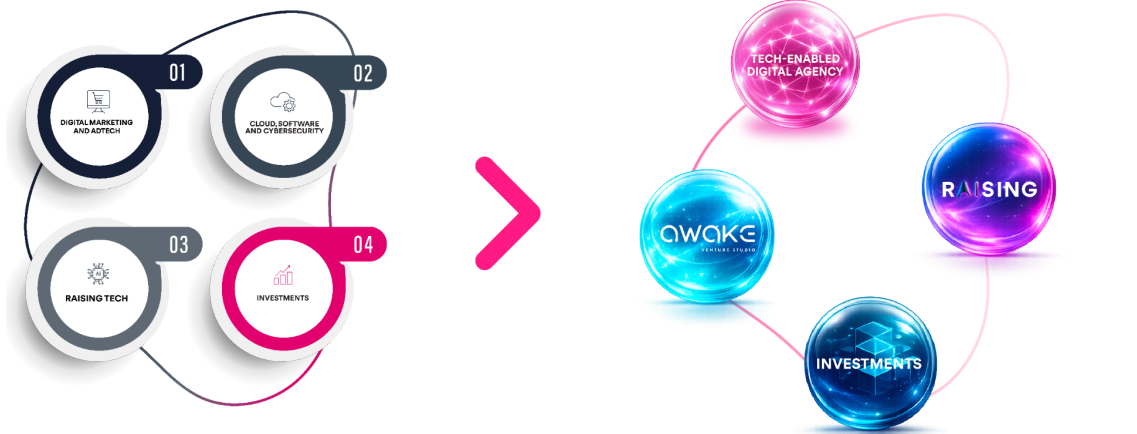 01
DIGITAL MARKETING
AND ADTECH
02
CLOUD, SOFTWARE
AND CYBERSECURITY
03
AI
RAISING TECH
04
INVESTMENTS
TECH-ENABLED
DIGITAL AGENCY
RAISING
awaKE
VENTURE STUDIO
INVESTMENTS